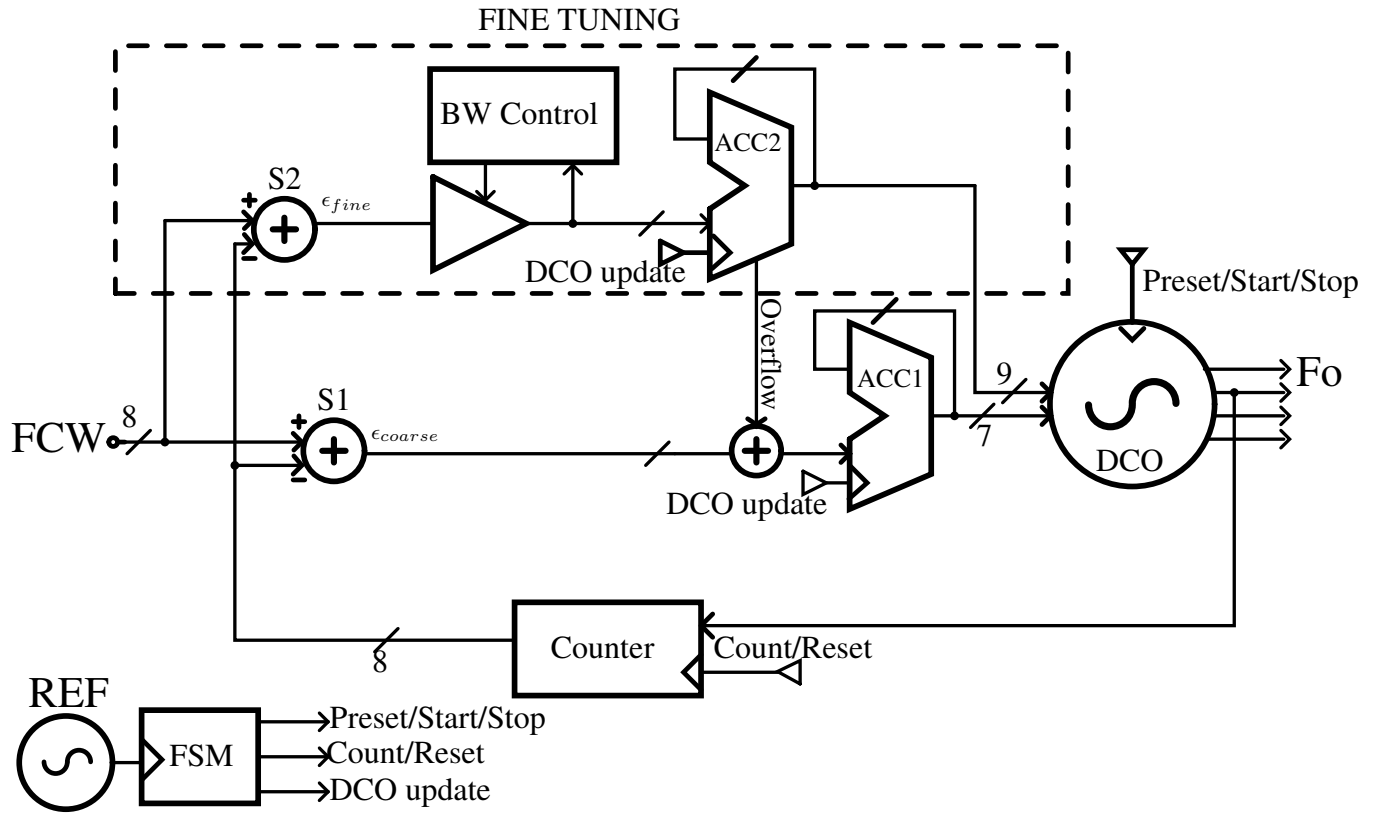 FINE TUNING
BW Control
ACC2
S2
+
ϵfine
+
−
DCO update
Preset/Start/Stop
Overflow
ACC1
9
Fo
S1
8
+
ϵcoarse
7
FCW
+
+
DCO
−
DCO update
Counter
Count/Reset
8
REF
Preset/Start/Stop
FSM
Count/Reset
DCO update